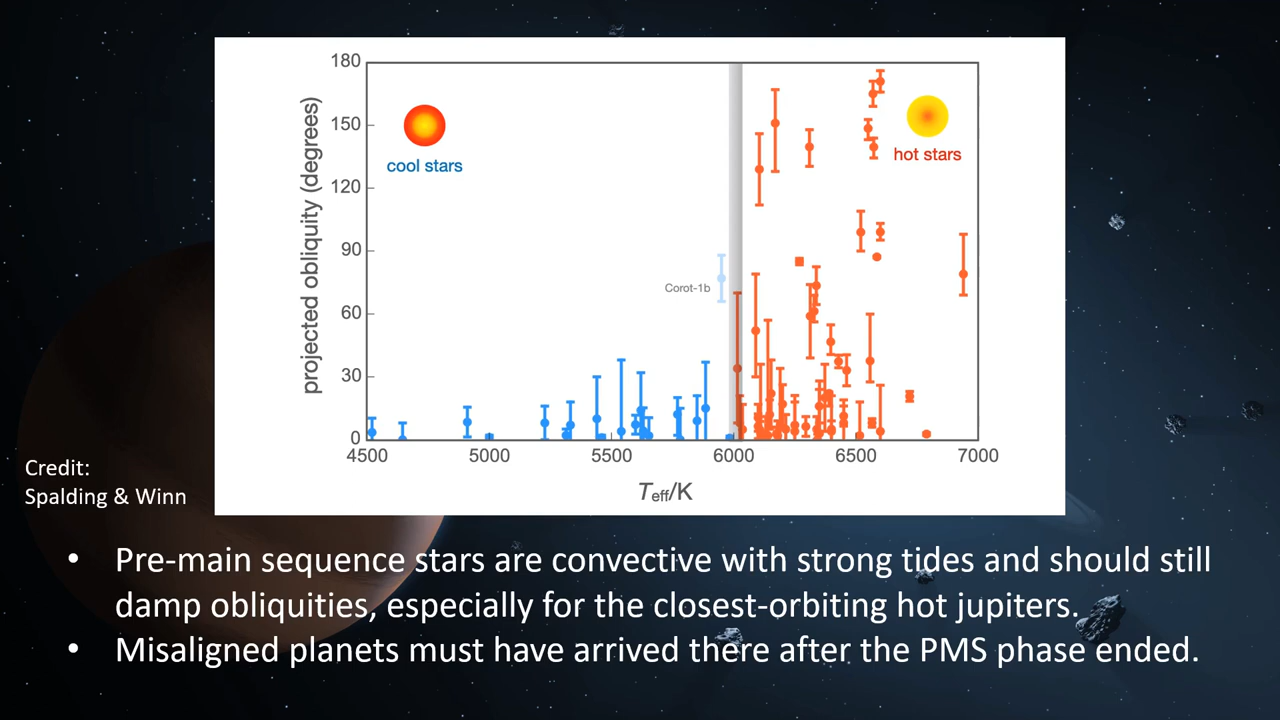 180
150
120
90
60
30
0
projected obliquity (degrees)
cool stars
hot stars
Corot-1b
4500 5000 5500 6000 6500 7000
Teff/K
Credit:
Spalding & Winn
• Pre-main sequence stars are convective with strong tides and should still
damp obliquities, especially for the closest-orbiting hot jupiters.
• Misaligned planets must have arrived there after the PMS phase ended.